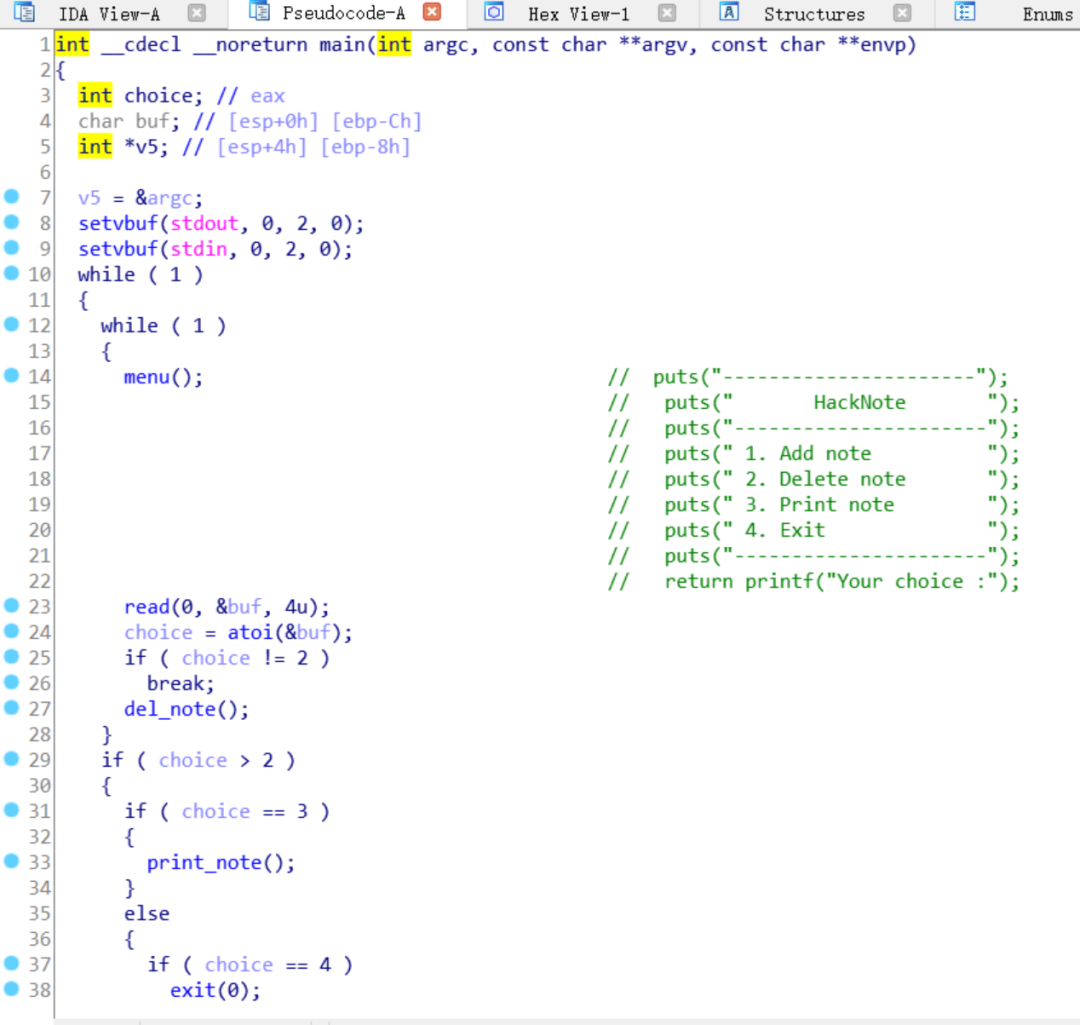 IDA View-A Pseudocode-A Hex View-1 Structures Enums
1 int __cdecl __noreturn main(int argc, const char **argv, const char **envp)
2 {
3   int choice; // eax
4   char buf; // [esp+0h] [ebp-Ch]
5   int *v5; // [esp+4h] [ebp-8h]
6
7   v5 = &argc;
8   setvbuf(stdout, 0, 2, 0);
9   setvbuf(stdin, 0, 2, 0);
10   while ( 1 )
11   {
12     while ( 1 )
13     {
14       menu();                                   //  puts("----------------------");
15                                                 //   puts("       HackNote       ");
16                                                 //   puts("----------------------");
17                                                 //   puts(" 1. Add note          ");
18                                                 //   puts(" 2. Delete note       ");
19                                                 //   puts(" 3. Print note        ");
20                                                 //   puts(" 4. Exit              ");
21                                                 //   puts("----------------------");
22                                                 //   return printf("Your choice :");
23       read(0, &buf, 4u);
24       choice = atoi(&buf);
25       if ( choice != 2 )
26         break;
27       del_note();
28     }
29     if ( choice > 2 )
30     {
31       if ( choice == 3 )
32       {
33         print_note();
34       }
35       else
36       {
37         if ( choice == 4 )
38           exit(0);